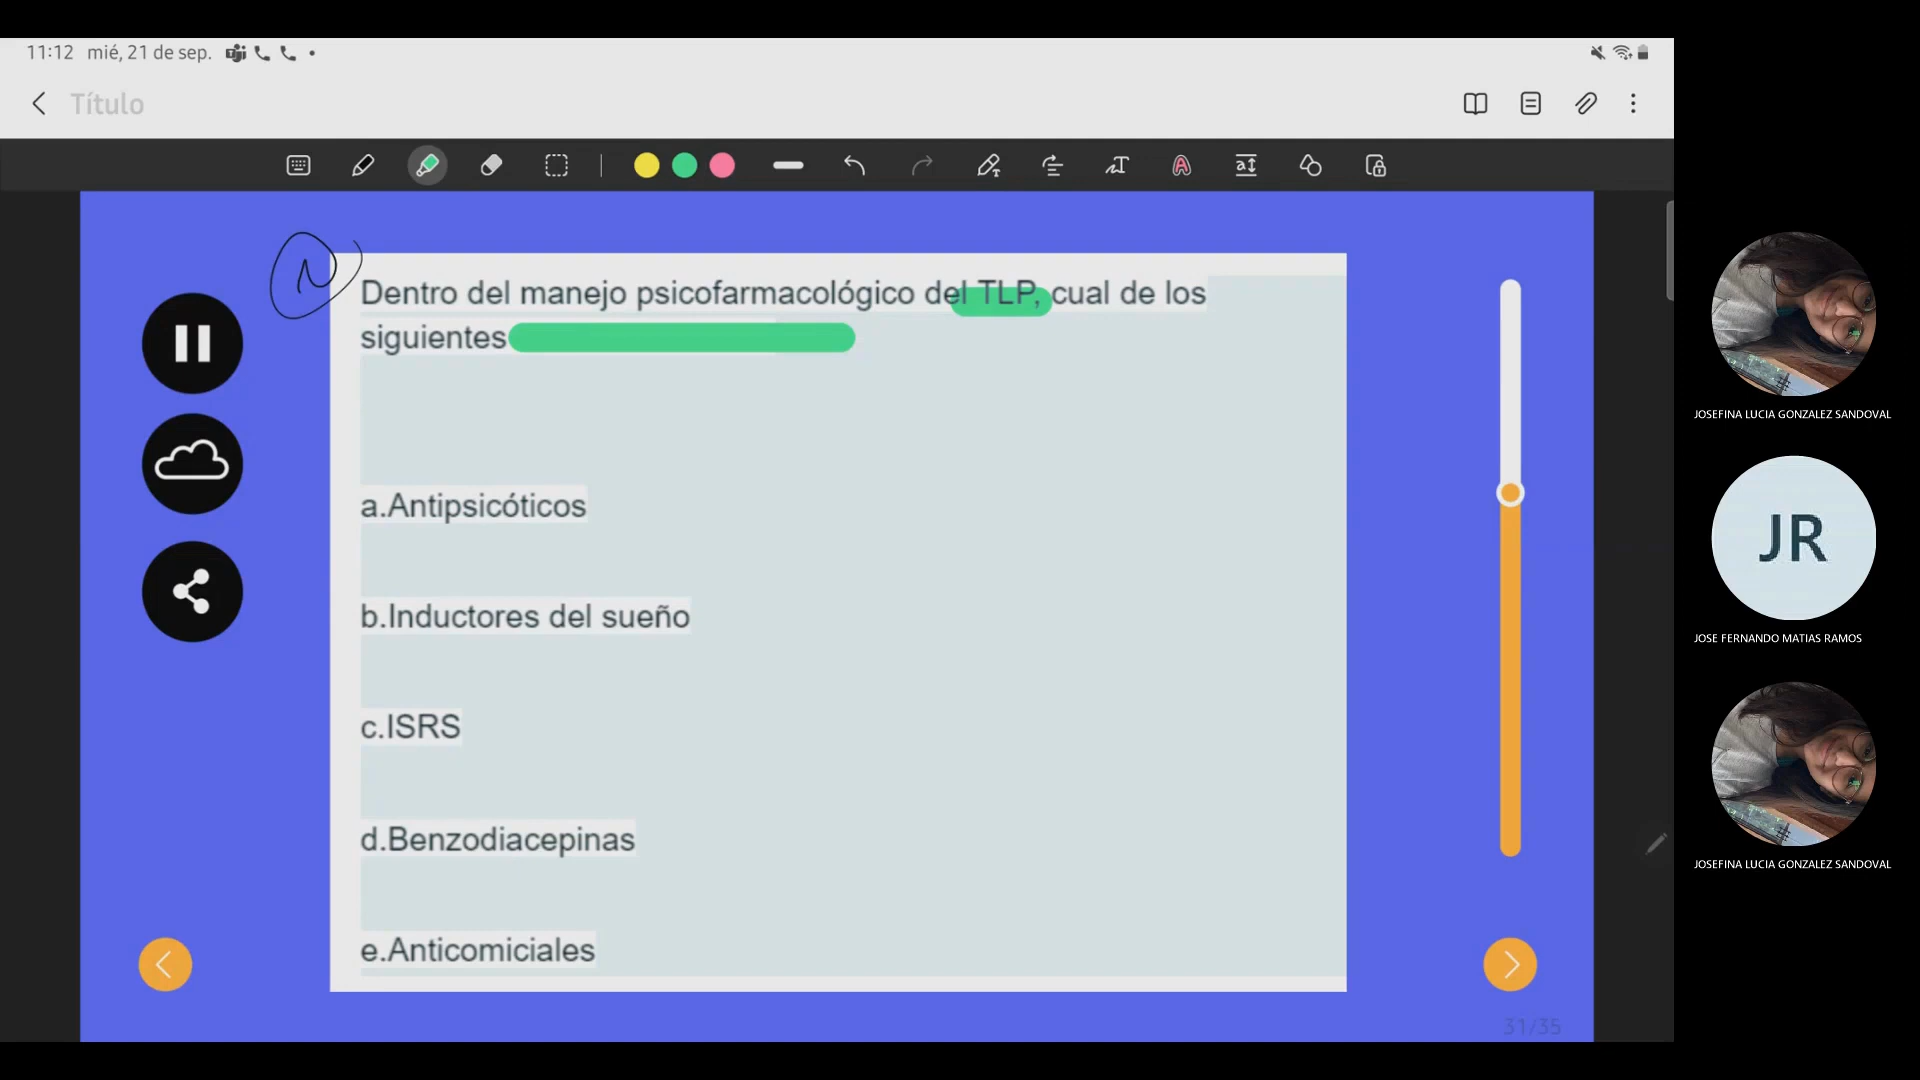 11:12 mié, 21 de sep.
Título
N
Dentro del manejo psicofarmacológico del TLP, cual de los
siguientes
a.Antipsicóticos
b.Inductores del sueño
c.ISRS
d.Benzodiacepinas
e.Anticomiciales
31/35
JOSEFINA LUCIA GONZALEZ SANDOVAL
JR
JOSE FERNANDO MATIAS RAMOS
JOSEFINA LUCIA GONZALEZ SANDOVAL